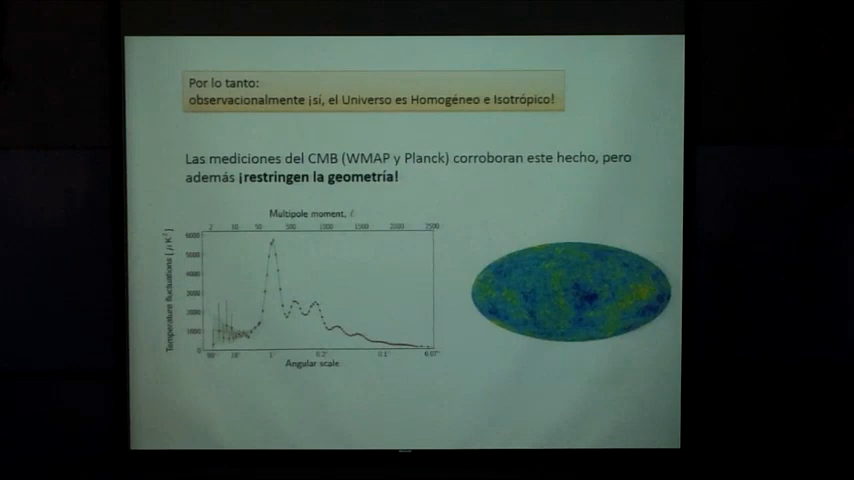 Por lo tanto:
observacionalmente ¡sí, el Universo es Homogéneo e Isotrópico!
Las mediciones del CMB (WMAP y Planck) corroboran este hecho, pero
además ¡restringen la geometría!
Multipole moment, ℓ
2 10 50 500 1000 1500 2000 2500
6000
5000
4000
3000
2000
1000
0
Temperature fluctuations [ μ K² ]
90° 18° 1° 0.2° 0.1° 0.07°
Angular scale